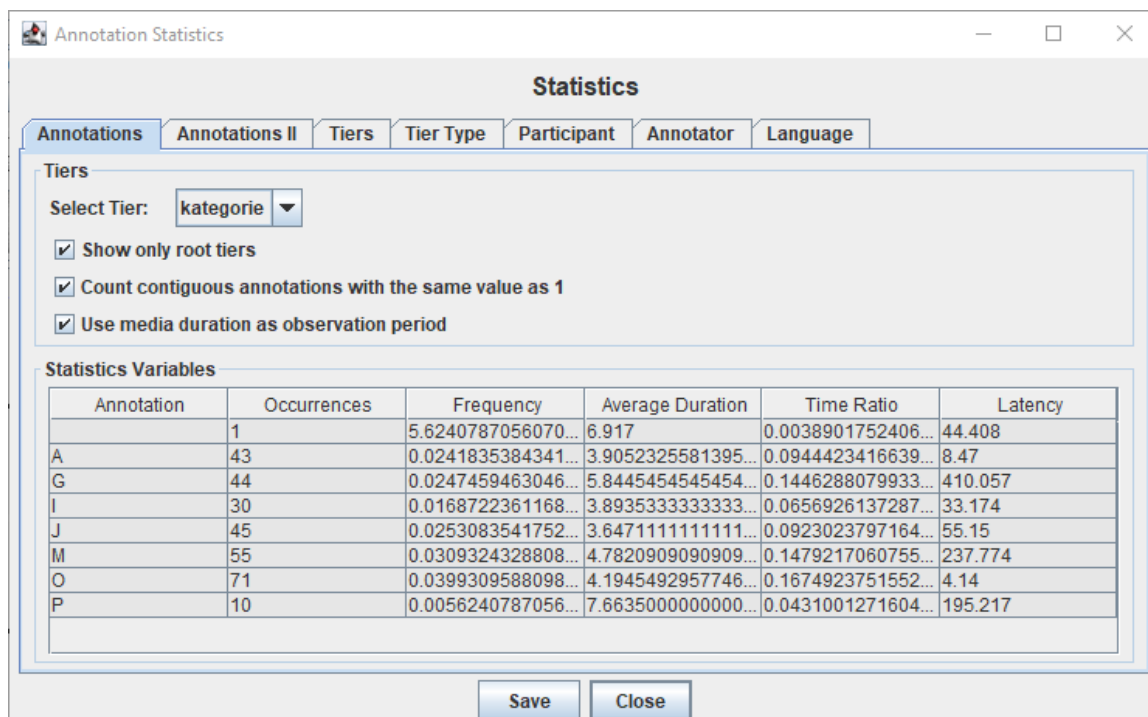 Annotation Statistics
Statistics
Annotations Annotations II Tiers Tier Type Participant Annotator Language
Tiers
Select Tier: kategorie
Show only root tiers
Count contiguous annotations with the same value as 1
Use media duration as observation period
Statistics Variables
Annotation Occurrences Frequency Average Duration Time Ratio Latency
1 5.6240787056070... 6.917 0.0038901752406... 44.408
A 43 0.0241835384341... 3.9052325581395... 0.0944423416639... 8.47
G 44 0.0247459463046... 5.8445454545454... 0.1446288079933... 410.057
I 30 0.0168722361168... 3.8935333333333... 0.0656926137287... 33.174
J 45 0.0253083541752... 3.6471111111111... 0.0923023797164... 55.15
M 55 0.0309324328808... 4.7820909090909... 0.1479217060755... 237.774
O 71 0.0399309588098... 4.1945492957746... 0.1674923751552... 4.14
P 10 0.0056240787056... 7.6635000000000... 0.0431001271604... 195.217
Save Close